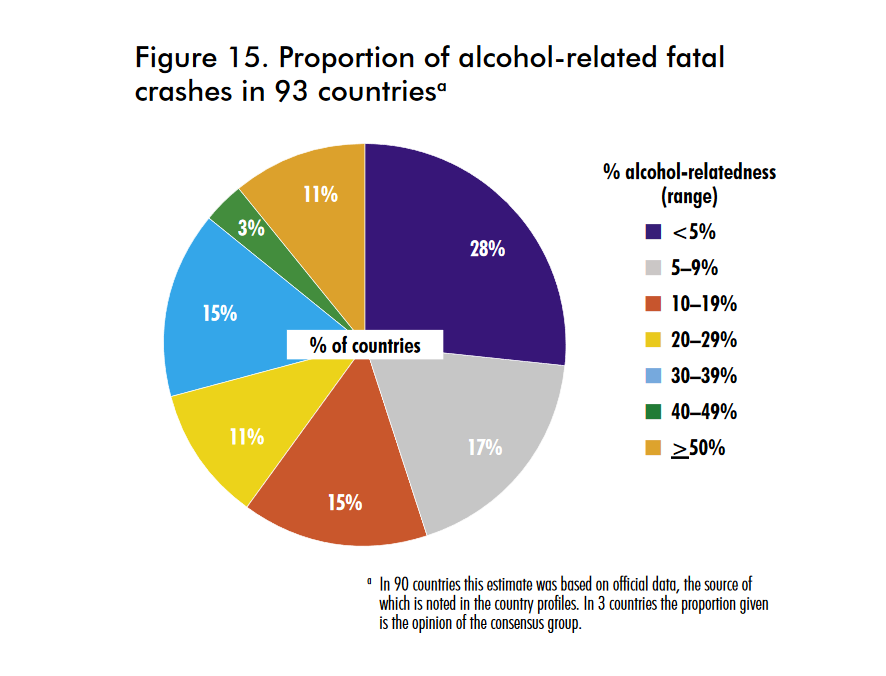 Figure 15. Proportion of alcohol-related fatal
crashes in 93 countriesᵃ
% alcohol-relatedness
(range)
<5%
5–9%
10–19%
20–29%
30–39%
40–49%
≥50%
11%
3%
28%
15%
% of countries
11%
17%
15%
ᵃ In 90 countries this estimate was based on official data, the source of
which is noted in the country profiles. In 3 countries the proportion given
is the opinion of the consensus group.